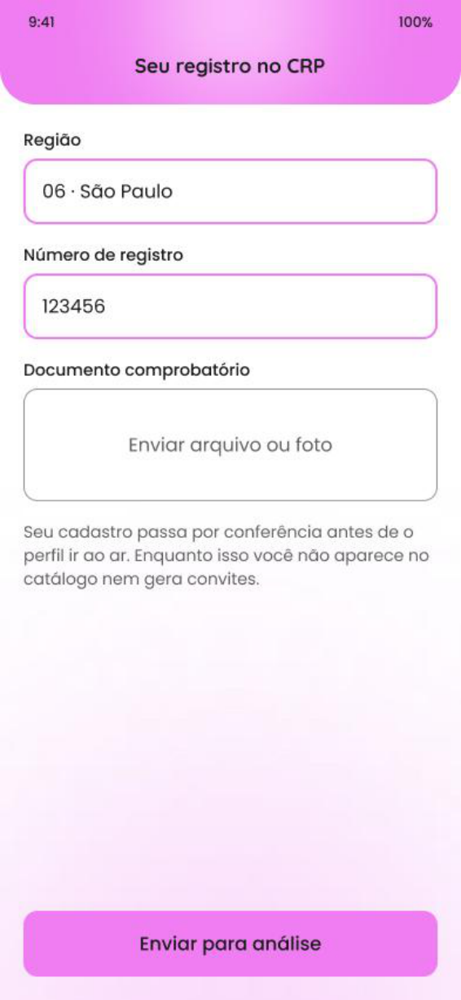 9:41
100%
Seu registro no CRP
Região
06 · São Paulo
Número de registro
123456
Documento comprobatório
Enviar arquivo ou foto
Seu cadastro passa por conferência antes de o
perfil ir ao ar. Enquanto isso você não aparece no
catálogo nem gera convites.
Enviar para análise